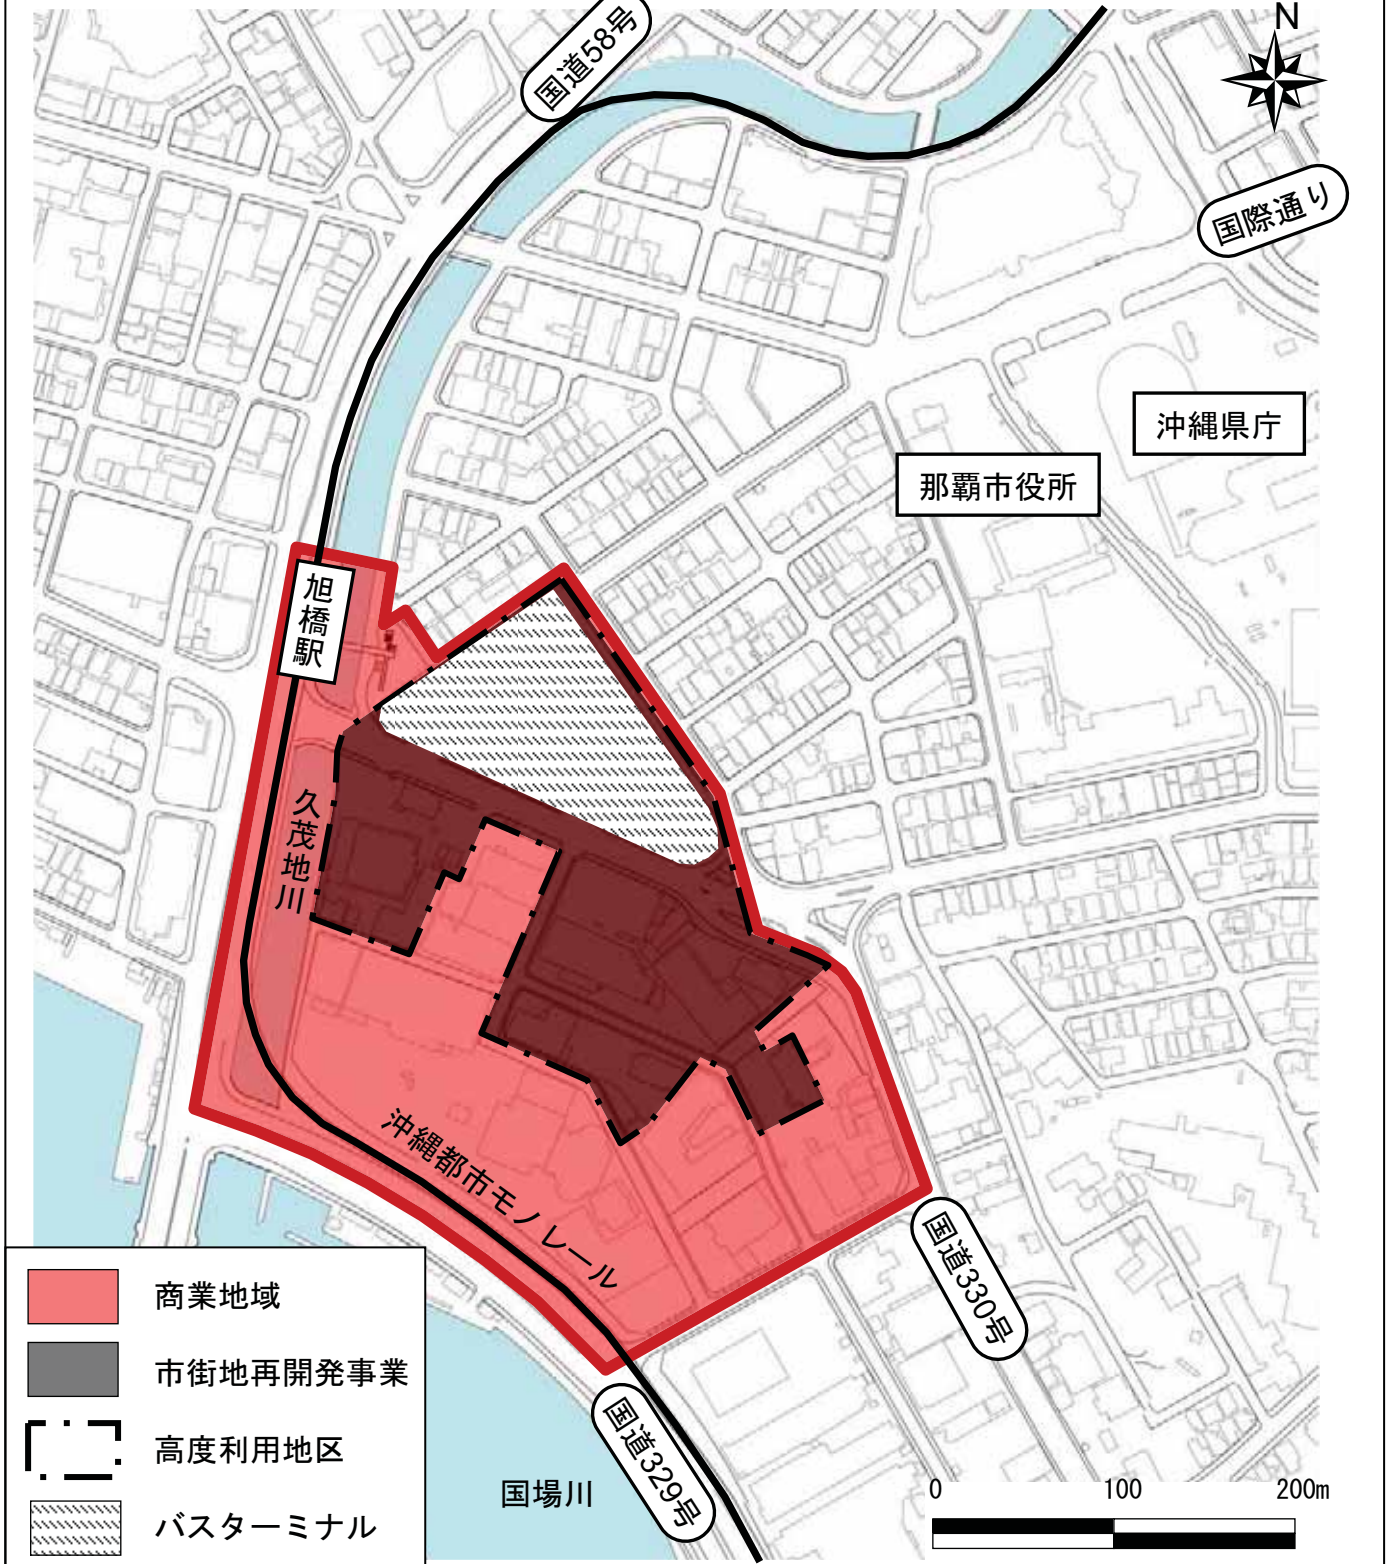 国道58号
N
国際通り
沖縄県庁
那覇市役所
旭橋駅
久茂地川
沖縄都市モノレール
国道330号
国道329号
国場川
商業地域
市街地再開発事業
高度利用地区
バスターミナル
0 100 200m